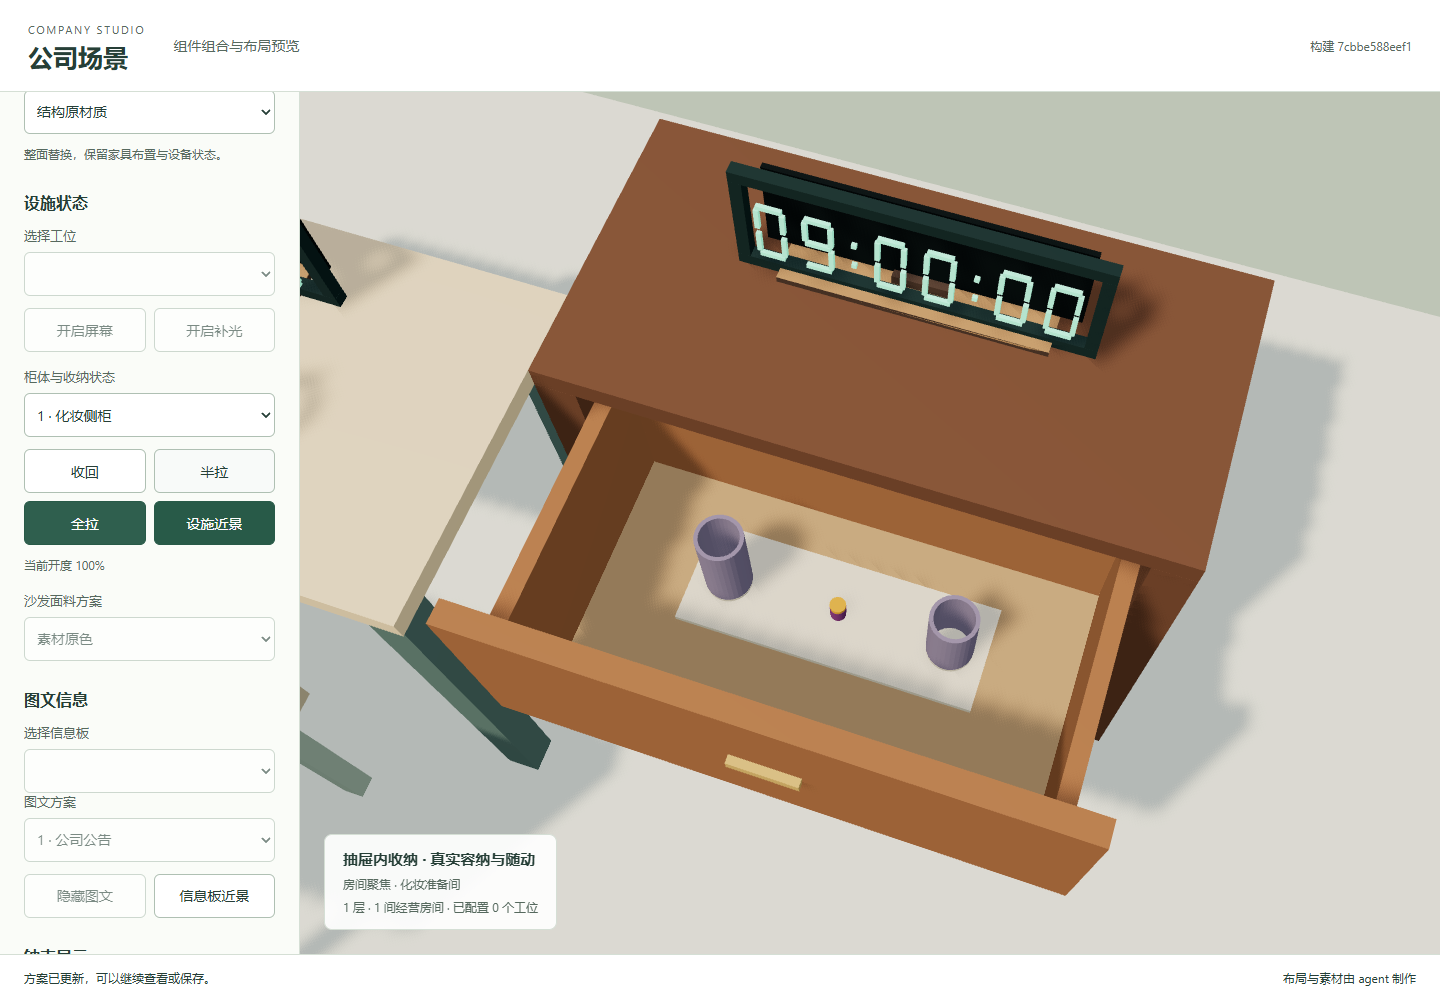 COMPANY STUDIO
公司场景
组件组合与布局预览
构建 7cbbe588eef1
结构原材质
整面替换，保留家具布置与设备状态。
设施状态
选择工位
开启屏幕
开启补光
柜体与收纳状态
1 · 化妆侧柜
收回
半拉
全拉
设施近景
当前开度 100%
沙发面料方案
素材原色
图文信息
选择信息板
图文方案
1 · 公司公告
隐藏图文
信息板近景
09:00:00
抽屉内收纳 · 真实容纳与随动
房间聚焦 · 化妆准备间
1 层 · 1 间经营房间 · 已配置 0 个工位
方案已更新，可以继续查看或保存。
布局与素材由 agent 制作